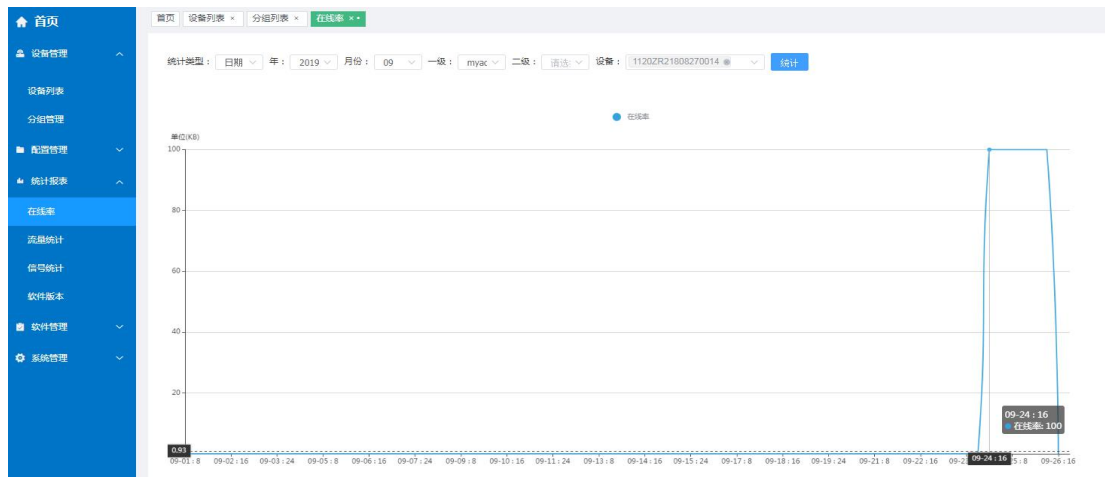 首页
设备管理
设备列表
分组管理
配置管理
统计报表
在线率
流量统计
信号统计
软件版本
软件管理
系统管理
首页 设备列表 × 分组列表 × 在线率 ו
统计类型： 日期 年： 2019 月份： 09 一级： myac 二级： 请选 设备： 1120ZR21808270014 统计
在线率
单位(KB)
100
80
60
40
20
0.93
09-24 : 16
在线率: 100
09-01 : 8 09-02 : 16 09-03 : 24 09-05 : 8 09-06 : 16 09-07 : 24 09-09 : 8 09-10 : 16 09-11 : 24 09-13 : 8 09-14 : 16 09-15 : 24 09-17 : 8 09-18 : 16 09-19 : 24 09-21 : 8 09-22 : 16 09-2 09-24 : 16 5 : 8 09-26 : 16